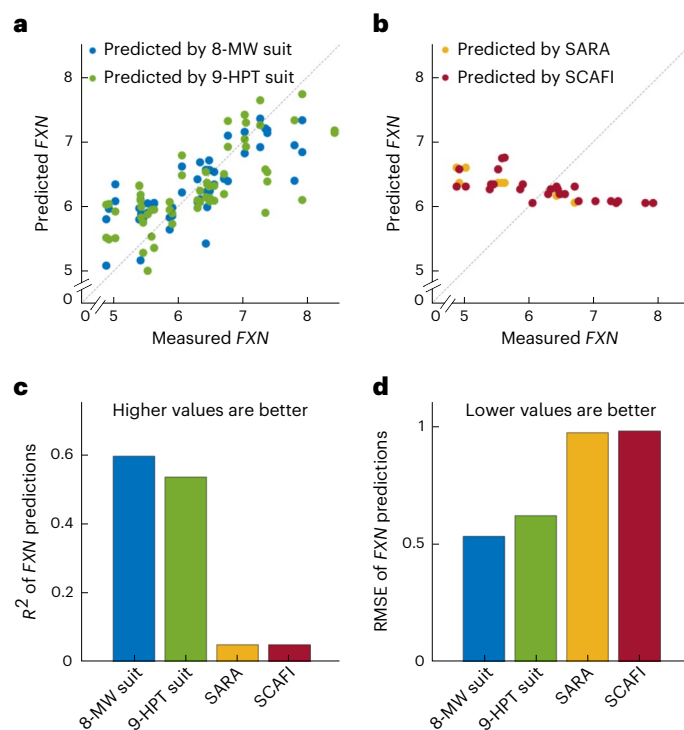 a
Predicted by 8-MW suit
Predicted by 9-HPT suit
Predicted FXN
8
7
6
5
0
0
5
6
7
8
Measured FXN
b
Predicted by SARA
Predicted by SCAFI
Predicted FXN
8
7
6
5
0
0
5
6
7
8
Measured FXN
c
Higher values are better
R² of FXN predictions
0.6
0.4
0.2
0
8-MW suit
9-HPT suit
SARA
SCAFI
d
Lower values are better
RMSE of FXN predictions
1
0.5
0
8-MW suit
9-HPT suit
SARA
SCAFI